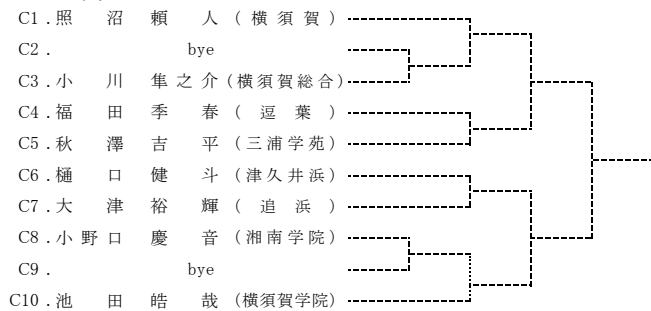 C1．照沼頼人（横須賀）
C2．bye
C3．小川隼之介（横須賀総合）
C4．福田季春（逗葉）
C5．秋澤吉平（三浦学苑）
C6．樋口健斗（津久井浜）
C7．大津裕輝（追浜）
C8．小野口慶音（湘南学院）
C9．bye
C10．池田皓哉（横須賀学院）